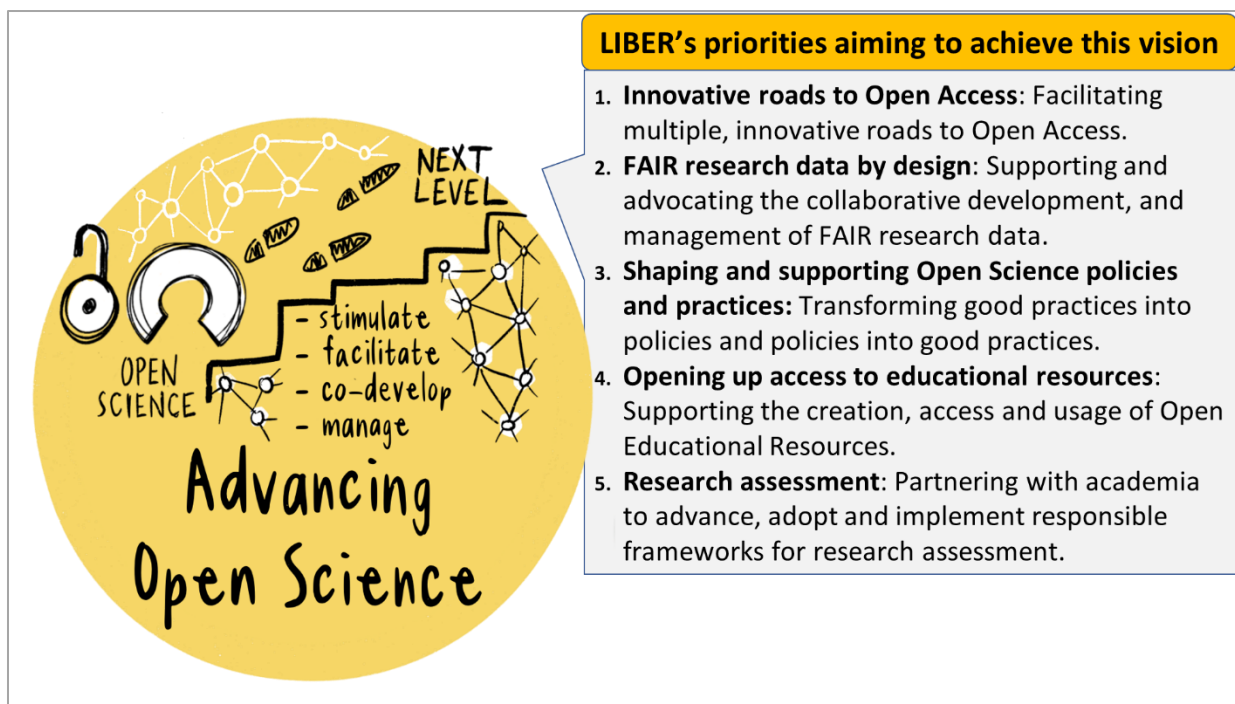 LIBER's priorities aiming to achieve this vision
1. Innovative roads to Open Access: Facilitating
multiple, innovative roads to Open Access.
2. FAIR research data by design: Supporting and
advocating the collaborative development, and
management of FAIR research data.
3. Shaping and supporting Open Science policies
and practices: Transforming good practices into
policies and policies into good practices.
4. Opening up access to educational resources:
Supporting the creation, access and usage of Open
Educational Resources.
5. Research assessment: Partnering with academia
to advance, adopt and implement responsible
frameworks for research assessment.
NEXT
LEVEL
OPEN
SCIENCE
- stimulate
- facilitate
- co-develop
- manage
Advancing
Open Science